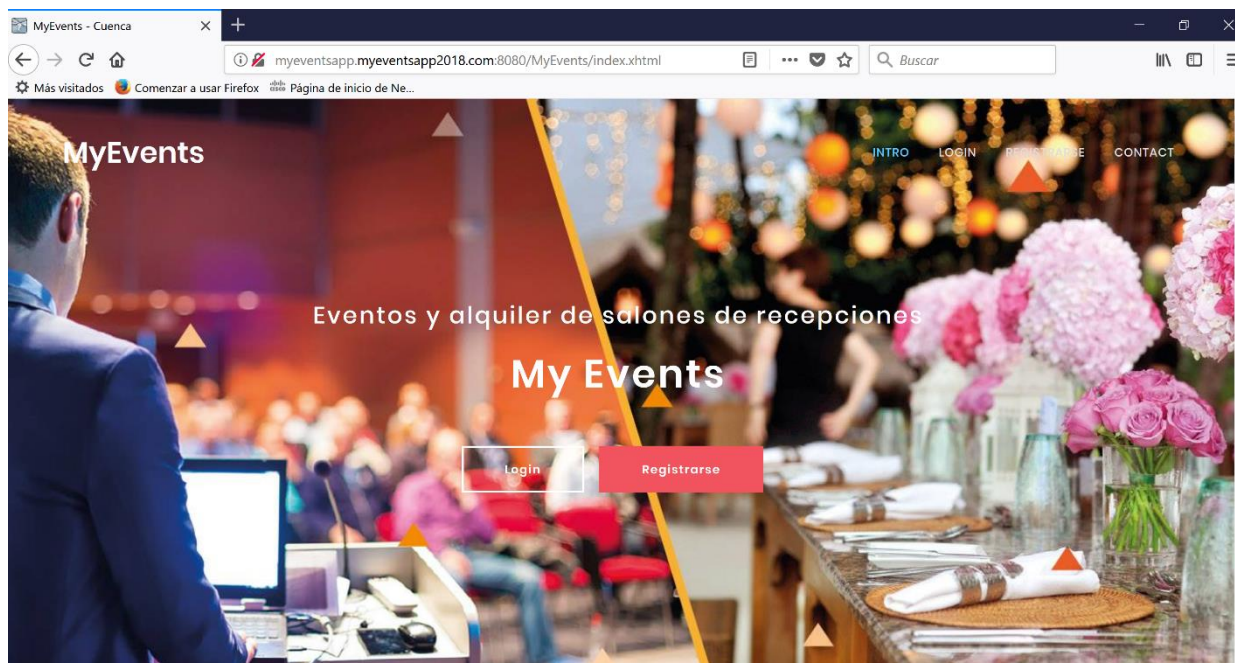 MyEvents - Cuenca
myeventsapp.myeventsapp2018.com:8080/MyEvents/index.xhtml
Buscar
Más visitados Comenzar a usar Firefox Página de inicio de Ne...
MyEvents
INTRO LOGIN REGISTRARSE CONTACT
Eventos y alquiler de salones de recepciones
My Events
Login Registrarse